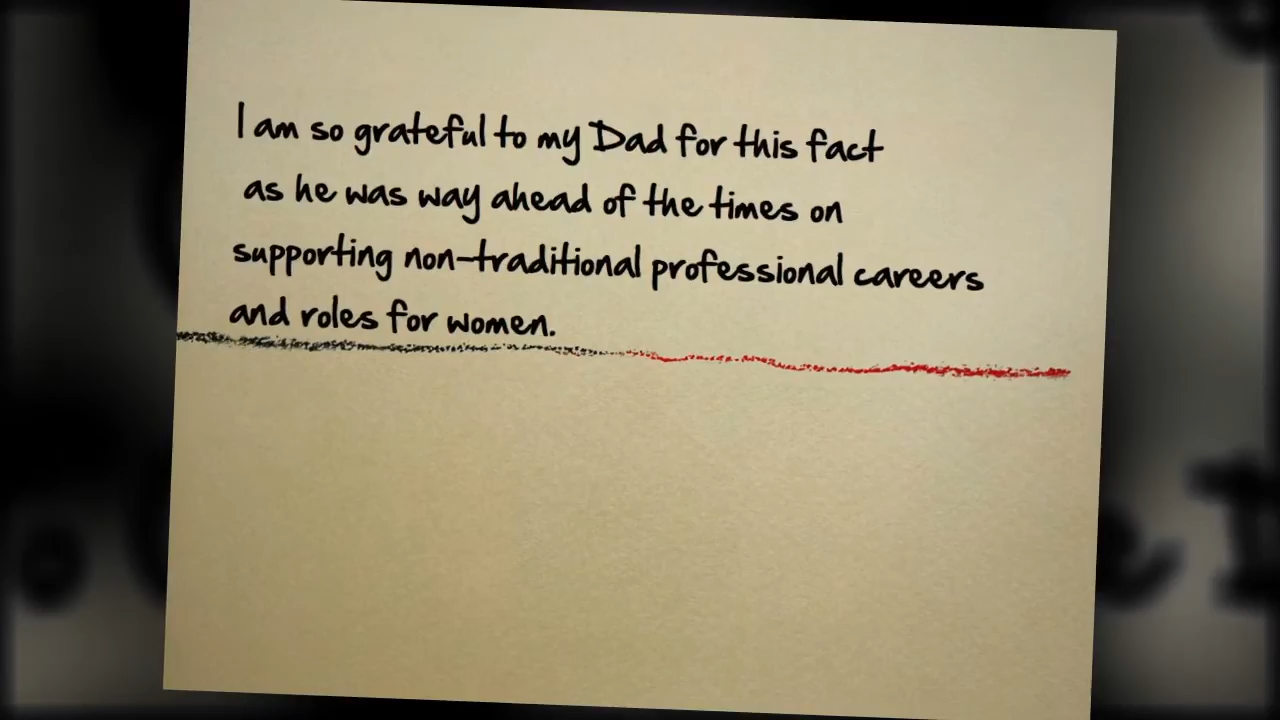 I am so grateful to my Dad for this fact
as he was way ahead of the times on
supporting non-traditional professional careers
and roles for women.